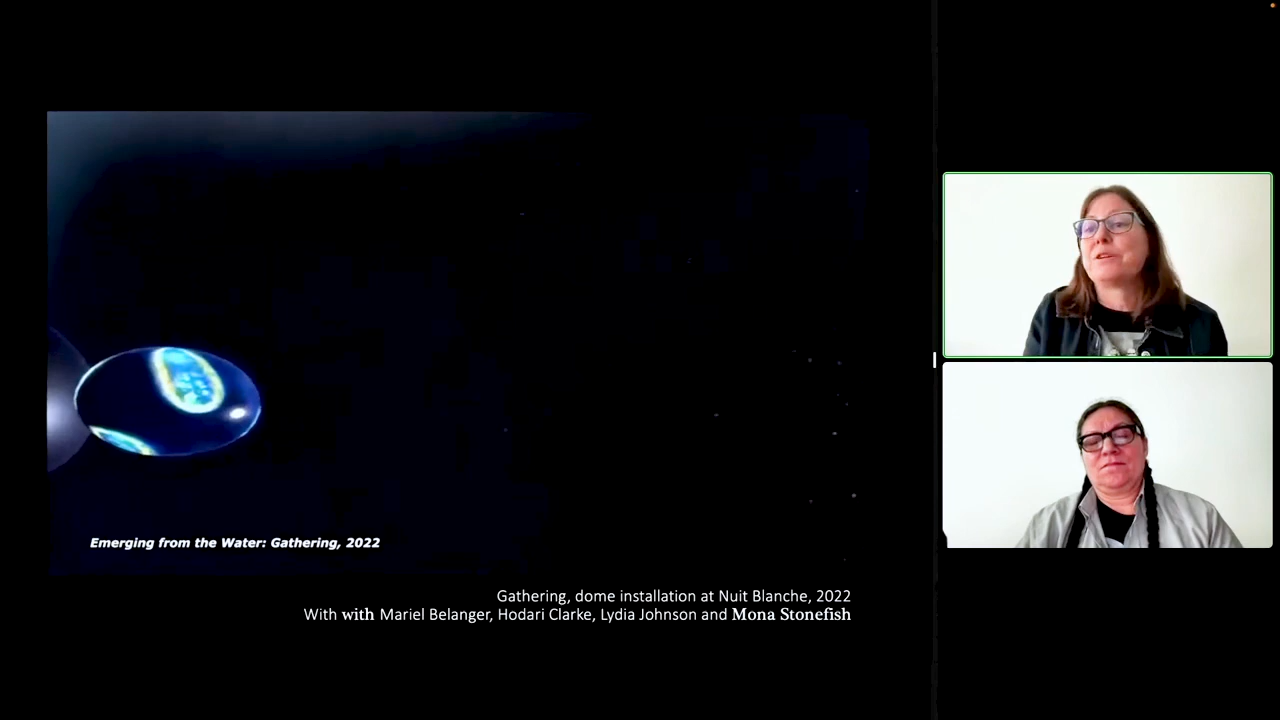 Emerging from the Water: Gathering, 2022
Gathering, dome installation at Nuit Blanche, 2022
With with Mariel Belanger, Hodari Clarke, Lydia Johnson and Mona Stonefish